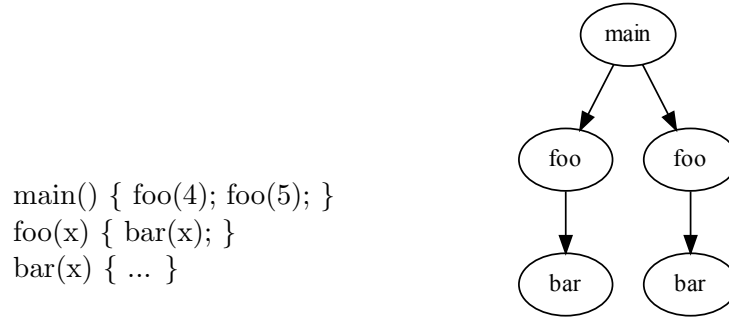 main() { foo(4); foo(5); }
foo(x) { bar(x); }
bar(x) { ... }
main
foo foo
bar bar